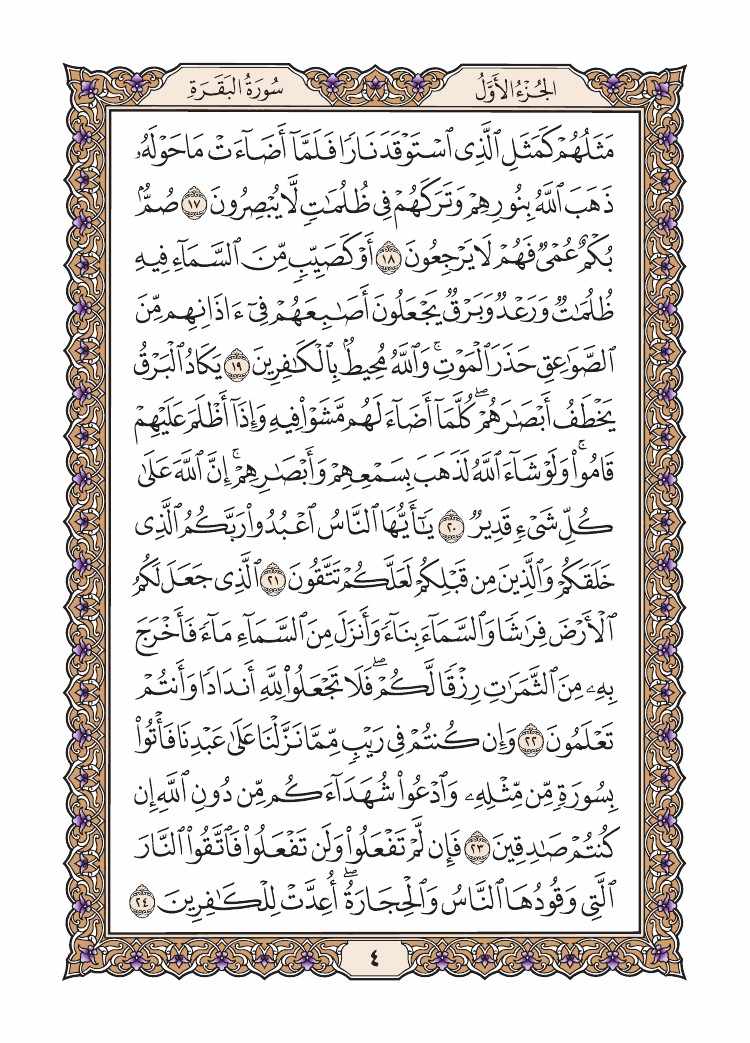 الجُزْءُ الأَوَّلُ
سُورَةُ البَقَرَةِ
مَثَلُهُمۡ كَمَثَلِ ٱلَّذِي ٱسۡتَوۡقَدَ نَارٗا فَلَمَّآ أَضَآءَتۡ مَا حَوۡلَهُۥ
ذَهَبَ ٱللَّهُ بِنُورِهِمۡ وَتَرَكَهُمۡ فِي ظُلُمَٰتٖ لَّا يُبۡصِرُونَ ١٧ صُمُّۢ
بُكۡمٌ عُمۡيٞ فَهُمۡ لَا يَرۡجِعُونَ ١٨ أَوۡ كَصَيِّبٖ مِّنَ ٱلسَّمَآءِ فِيهِ
ظُلُمَٰتٞ وَرَعۡدٞ وَبَرۡقٞ يَجۡعَلُونَ أَصَٰبِعَهُمۡ فِيٓ ءَاذَانِهِم مِّنَ
ٱلصَّوَٰعِقِ حَذَرَ ٱلۡمَوۡتِۚ وَٱللَّهُ مُحِيطُۢ بِٱلۡكَٰفِرِينَ ١٩ يَكَادُ ٱلۡبَرۡقُ
يَخۡطَفُ أَبۡصَٰرَهُمۡۖ كُلَّمَآ أَضَآءَ لَهُم مَّشَوۡاْ فِيهِ وَإِذَآ أَظۡلَمَ عَلَيۡهِمۡ
قَامُواْۚ وَلَوۡ شَآءَ ٱللَّهُ لَذَهَبَ بِسَمۡعِهِمۡ وَأَبۡصَٰرِهِمۡۚ إِنَّ ٱللَّهَ عَلَىٰ
كُلِّ شَيۡءٖ قَدِيرٞ ٢٠ يَٰٓأَيُّهَا ٱلنَّاسُ ٱعۡبُدُواْ رَبَّكُمُ ٱلَّذِي
خَلَقَكُمۡ وَٱلَّذِينَ مِن قَبۡلِكُمۡ لَعَلَّكُمۡ تَتَّقُونَ ٢١ ٱلَّذِي جَعَلَ لَكُمُ
ٱلۡأَرۡضَ فِرَٰشٗا وَٱلسَّمَآءَ بِنَآءٗ وَأَنزَلَ مِنَ ٱلسَّمَآءِ مَآءٗ فَأَخۡرَجَ
بِهِۦ مِنَ ٱلثَّمَرَٰتِ رِزۡقٗا لَّكُمۡۖ فَلَا تَجۡعَلُواْ لِلَّهِ أَندَادٗا وَأَنتُمۡ
تَعۡلَمُونَ ٢٢ وَإِن كُنتُمۡ فِي رَيۡبٖ مِّمَّا نَزَّلۡنَا عَلَىٰ عَبۡدِنَا فَأۡتُواْ
بِسُورَةٖ مِّن مِّثۡلِهِۦ وَٱدۡعُواْ شُهَدَآءَكُم مِّن دُونِ ٱللَّهِ إِن
كُنتُمۡ صَٰدِقِينَ ٢٣ فَإِن لَّمۡ تَفۡعَلُواْ وَلَن تَفۡعَلُواْ فَٱتَّقُواْ ٱلنَّارَ
ٱلَّتِي وَقُودُهَا ٱلنَّاسُ وَٱلۡحِجَارَةُۖ أُعِدَّتۡ لِلۡكَٰفِرِينَ ٢٤
٤